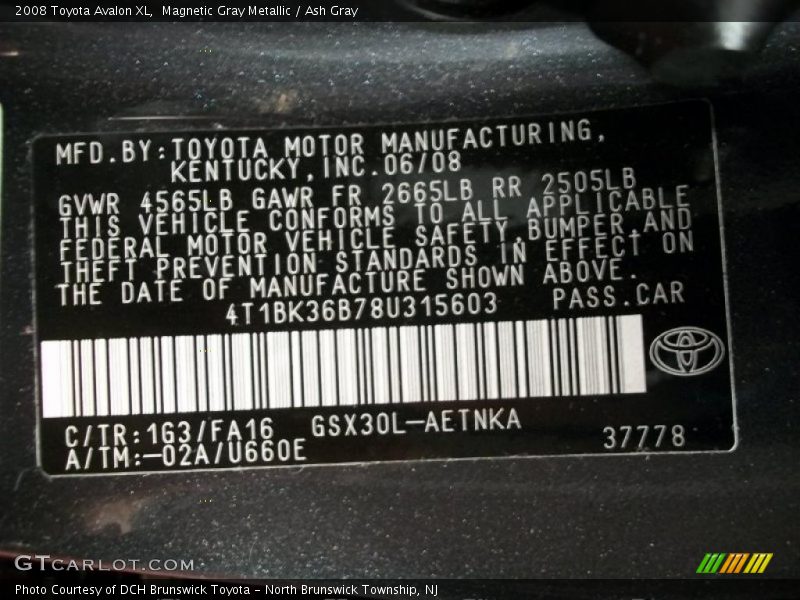 2008 Toyota Avalon XL, Magnetic Gray Metallic / Ash Gray
MFD.BY:TOYOTA MOTOR MANUFACTURING,
KENTUCKY,INC.06/08
GVWR 4565LB GAWR FR 2665LB RR 2505LB
THIS VEHICLE CONFORMS TO ALL APPLICABLE
FEDERAL MOTOR VEHICLE SAFETY,BUMPER,AND
THEFT PREVENTION STANDARDS IN EFFECT ON
THE DATE OF MANUFACTURE SHOWN ABOVE.
4T1BK36B78U315603 PASS.CAR
C/TR:1G3/FA16 GSX30L-AETNKA
A/TM:-02A/U660E 37778
GTCARLOT.COM
Photo Courtesy of DCH Brunswick Toyota - North Brunswick Township, NJ